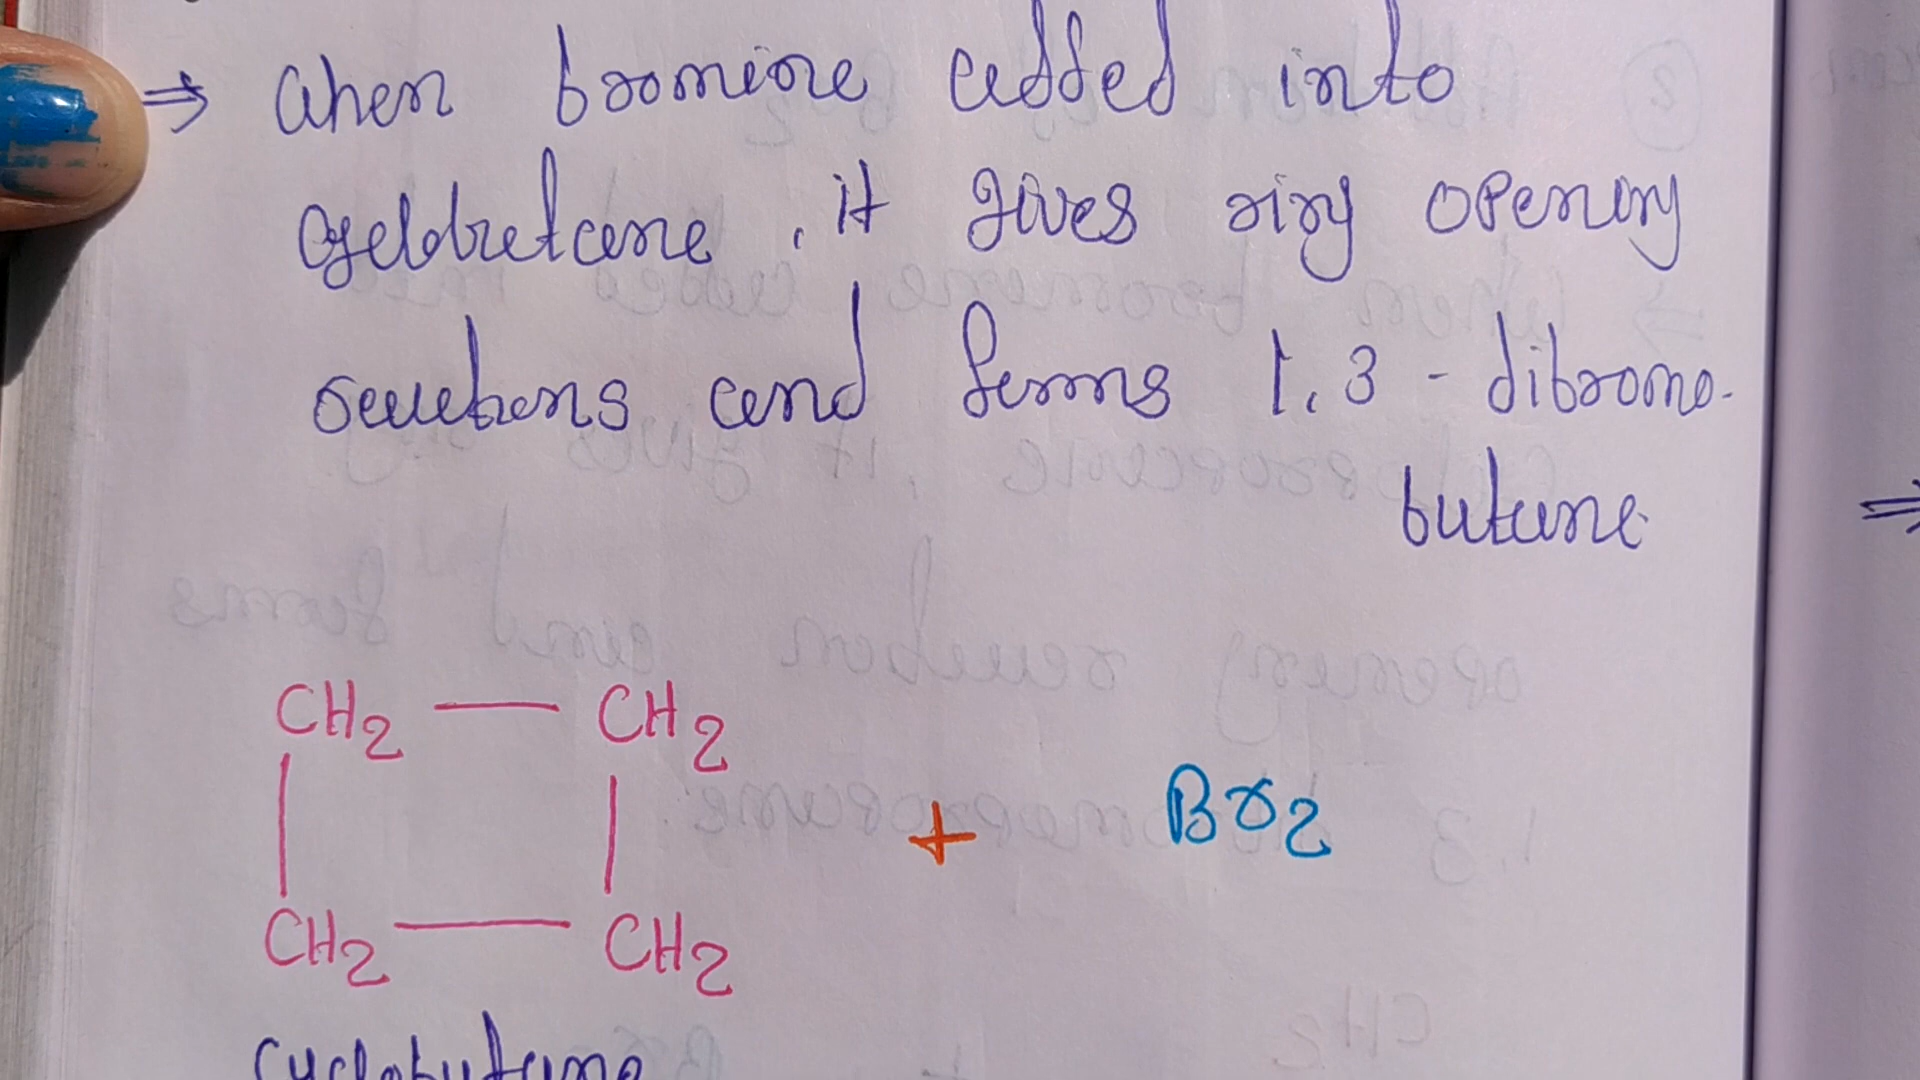 ⇒ When bromine added into
cyclobutane, it gives ring opening
reactions and forms 1,3 - dibromo-
butane
CH2 — CH2
+ Br2
CH2 — CH2
Cyclobutane